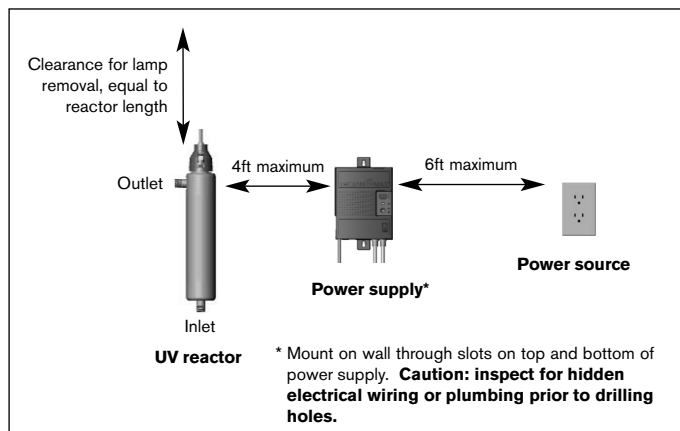 Clearance for lamp
removal, equal to
reactor length
4ft maximum
6ft maximum
Outlet
Power supply*
Power source
Inlet
UV reactor
* Mount on wall through slots on top and bottom of
power supply. Caution: inspect for hidden
electrical wiring or plumbing prior to drilling
holes.